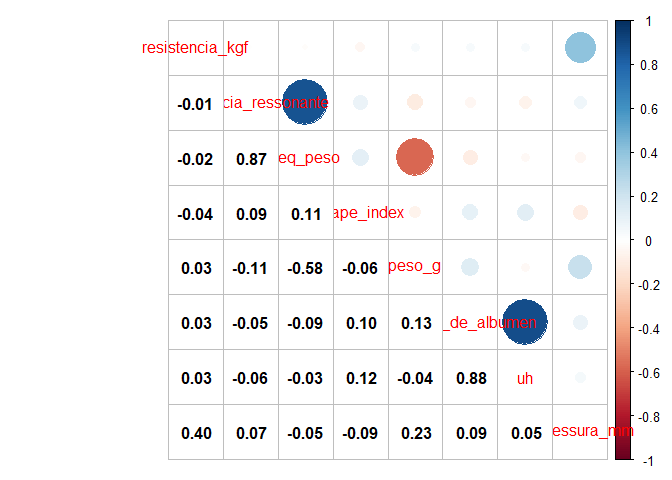 resistencia_kgf
1
0.8
-0.01 cia_ressonante
0.6
-0.02 0.87 eq_peso
0.4
0.2
-0.04 0.09 0.11 ape_index
0
0.03 -0.11 -0.58 -0.06 peso_g
-0.2
-0.4
0.03 -0.05 -0.09 0.10 0.13 _de_albumen
-0.6
0.03 -0.06 -0.03 0.12 -0.04 0.88 uh
-0.8
0.40 0.07 -0.05 -0.09 0.23 0.09 0.05 essura_mm
-1